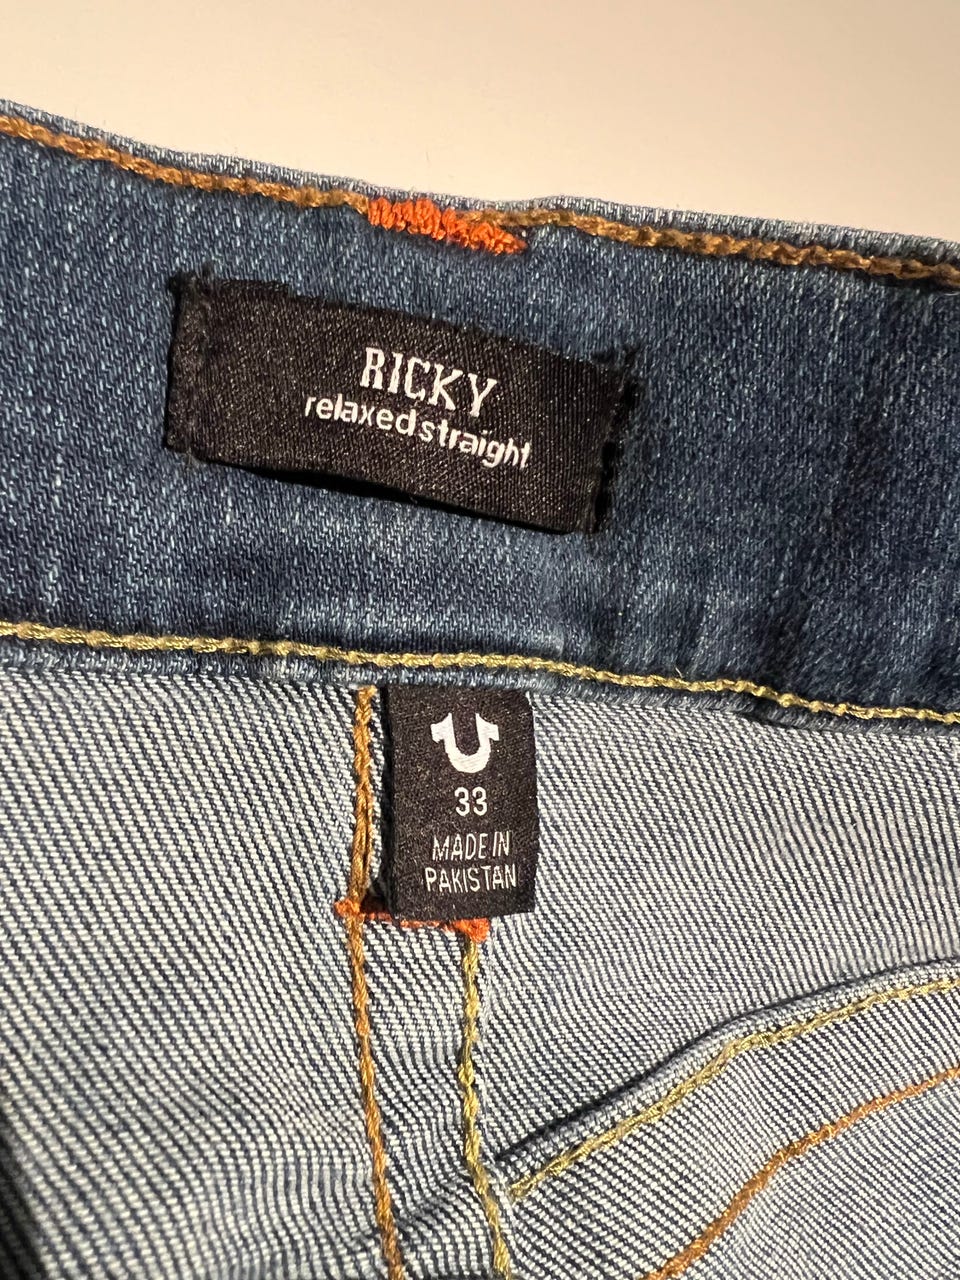 RICKY
relaxed straight
33
MADE IN
PAKISTAN